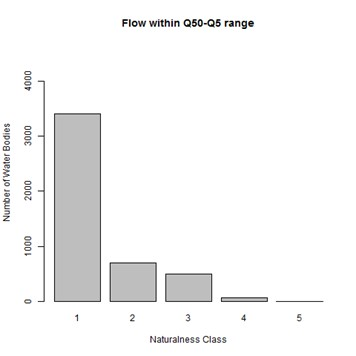 Flow within Q50-Q5 range
Number of Water Bodies
4000
3000
2000
1000
0
1 2 3 4 5
Naturalness Class